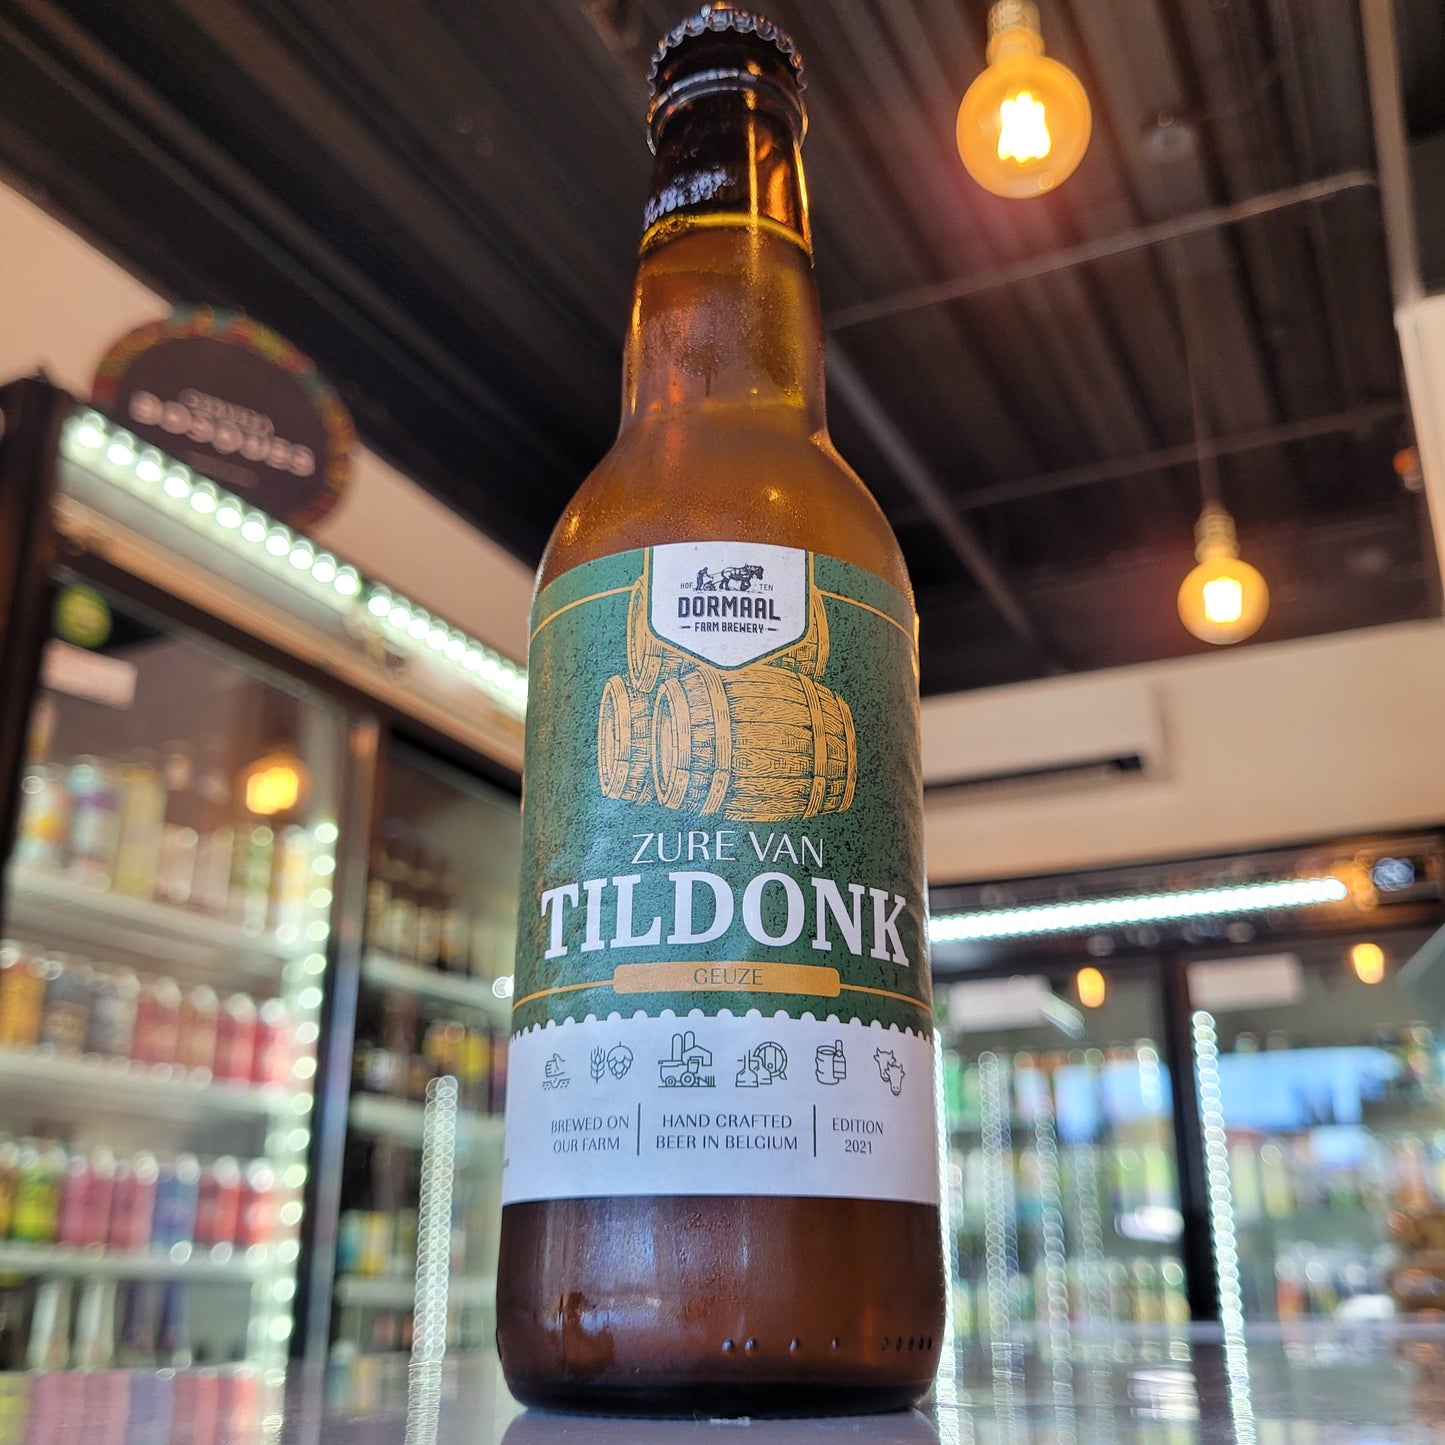 HOF TEN
DORMAAL
FARM BREWERY
ZURE VAN
TILDONK
GEUZE
BREWED ON
OUR FARM
HAND CRAFTED
BEER IN BELGIUM
EDITION
2021